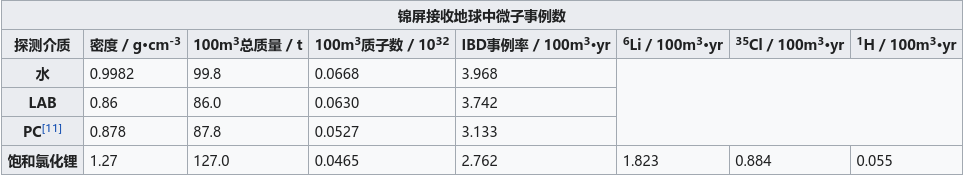 锦屏接收地球中微子事例数
探测介质 密度 / g•cm-3 100m3总质量 / t 100m3质子数 / 1032 IBD事例率 / 100m3•yr 6Li / 100m3•yr 35Cl / 100m3•yr 1H / 100m3•yr
水 0.9982 99.8 0.0668 3.968
LAB 0.86 86.0 0.0630 3.742
PC[11] 0.878 87.8 0.0527 3.133
饱和氯化锂 1.27 127.0 0.0465 2.762 1.823 0.884 0.055